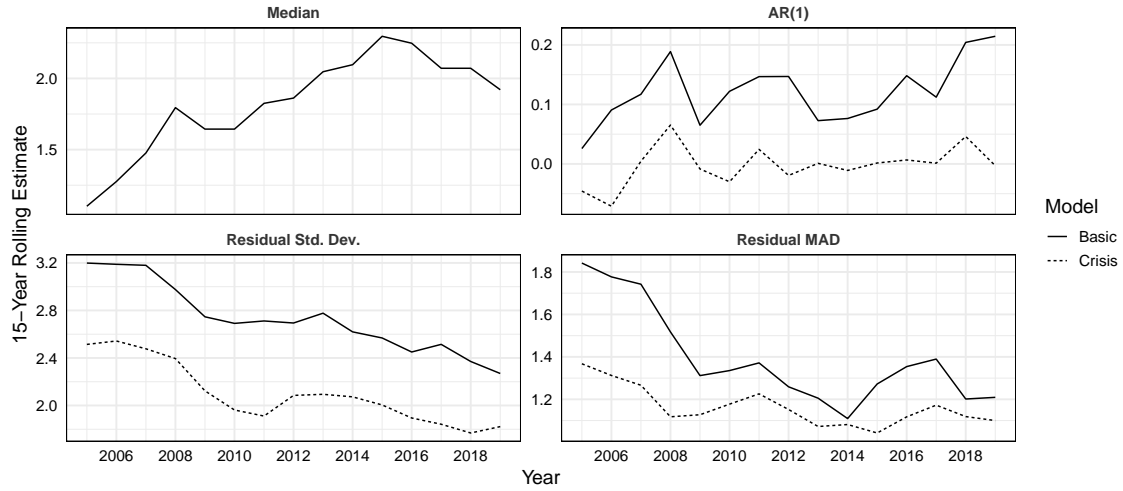 Median
AR(1)
2.0
1.5
0.2
0.1
0.0
Residual Std. Dev.
Residual MAD
3.2
2.8
2.4
2.0
1.8
1.6
1.4
1.2
2006 2008 2010 2012 2014 2016 2018
2006 2008 2010 2012 2014 2016 2018
Year
15−Year Rolling Estimate
Model
Basic
Crisis